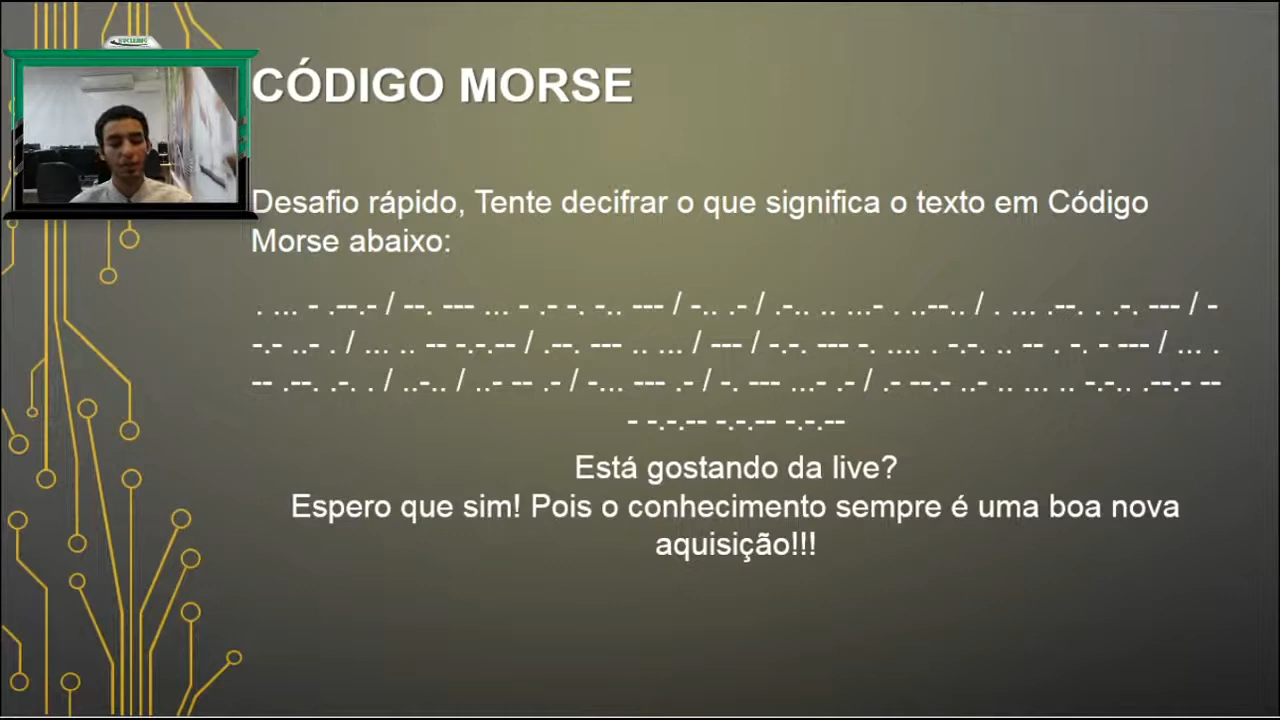 CÓDIGO MORSE
Desafio rápido, Tente decifrar o que significa o texto em Código
Morse abaixo:
. ... - .--.- / --. --- ... - .- -. -.. --- / -.. .- / .-.. .. ...- . ..--.. / . ... .--. . .-. --- / -
-.- ..- . / ... .. -- -.-.-- / .--. --- .. ... / --- / -.-. --- -. .... . -.-. .. -- . -. - --- / ... .
-- .--. .-. . / ..-.. / ..- -- .- / -... --- .- / -. --- ...- .- / .- --.- ..- .. ... .. -.-.. .--.- --
- -.-.-- -.-.-- -.-.--
Está gostando da live?
Espero que sim! Pois o conhecimento sempre é uma boa nova
aquisição!!!